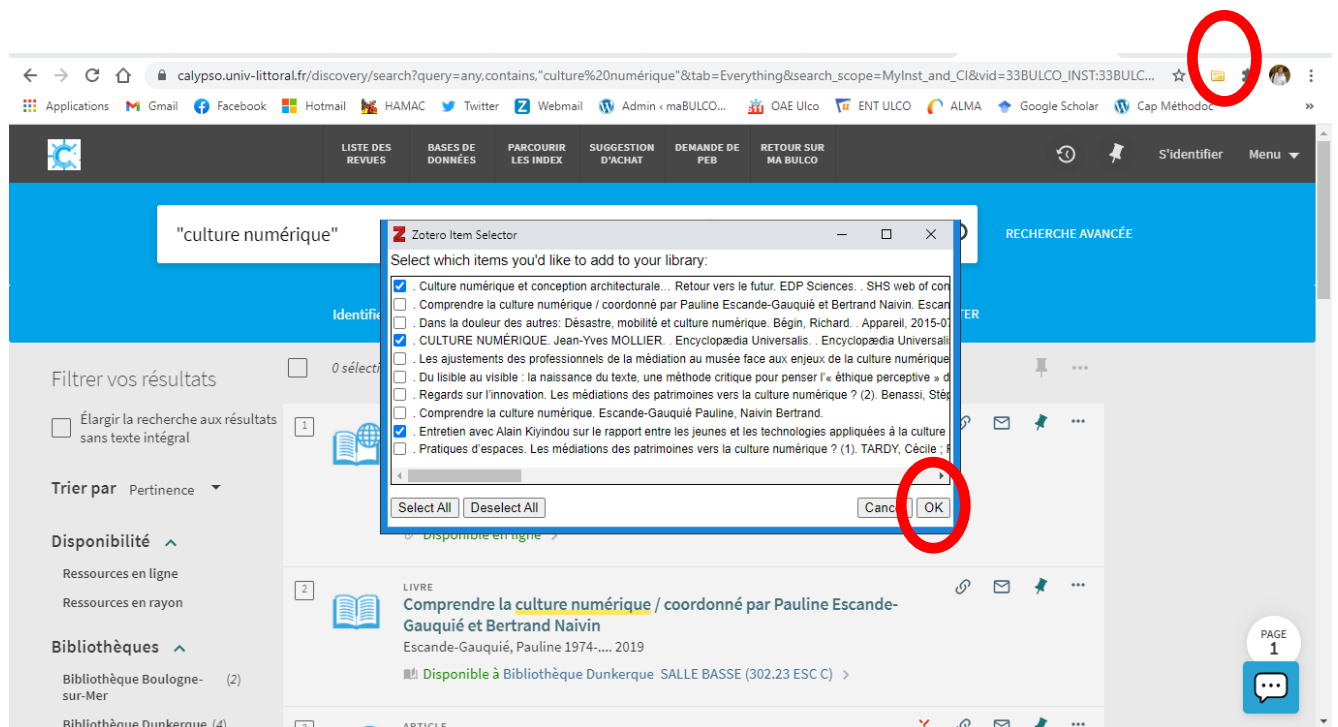 calypso.univ-littoral.fr/discovery/search?query=any,contains,"culture%20numérique"&tab=Everything&search_scope=MyInst_and_CI&vid=33BULCO_INST:33BULC...
Applications Gmail Facebook Hotmail HAMAC Twitter Webmail Admin < maBULCO... OAE Ulco ENT ULCO ALMA Google Scholar Cap Méthodoc »
LISTE DES REVUES
BASES DE DONNÉES
PARCOURIR LES INDEX
SUGGESTION D'ACHAT
DEMANDE DE PEB
RETOUR SUR MA BULCO
S'identifier Menu
"culture numérique"
RECHERCHE AVANCÉE
Zotero Item Selector
Select which items you'd like to add to your library:
. Culture numérique et conception architecturale… Retour vers le futur. EDP Sciences. . SHS web of con
. Comprendre la culture numérique / coordonné par Pauline Escande-Gauquié et Bertrand Naivin. Escan
. Dans la douleur des autres: Désastre, mobilité et culture numérique. Bégin, Richard. . Appareil, 2015-07
. CULTURE NUMÉRIQUE. Jean-Yves MOLLIER. . Encyclopædia Universalis. . Encyclopædia Universali
. Les ajustements des professionnels de la médiation au musée face aux enjeux de la culture numérique
. Du lisible au visible : la naissance du texte, une méthode critique pour penser l'« éthique perceptive » d
. Regards sur l'innovation. Les médiations des patrimoines vers la culture numérique ? (2). Benassi, Stép
. Comprendre la culture numérique. Escande-Gauquié Pauline, Naivin Bertrand.
. Entretien avec Alain Kiyindou sur le rapport entre les jeunes et les technologies appliquées à la culture
. Pratiques d'espaces. Les médiations des patrimoines vers la culture numérique ? (1). TARDY, Cécile ;
Select All Deselect All Cancel OK
Identifie
TER
Filtrer vos résultats
0 sélecti
Élargir la recherche aux résultats
sans texte intégral
1
Trier par Pertinence
Disponibilité
Disponible en ligne
Ressources en ligne
Ressources en rayon
2
LIVRE
Comprendre la culture numérique / coordonné par Pauline Escande-
Gauquié et Bertrand Naivin
Escande-Gauquié, Pauline 1974-.... 2019
Disponible à Bibliothèque Dunkerque SALLE BASSE (302.23 ESC C)
Bibliothèques
Bibliothèque Boulogne- (2)
sur-Mer
Bibliothèque Dunkerque (4)
ARTICLE
PAGE
1